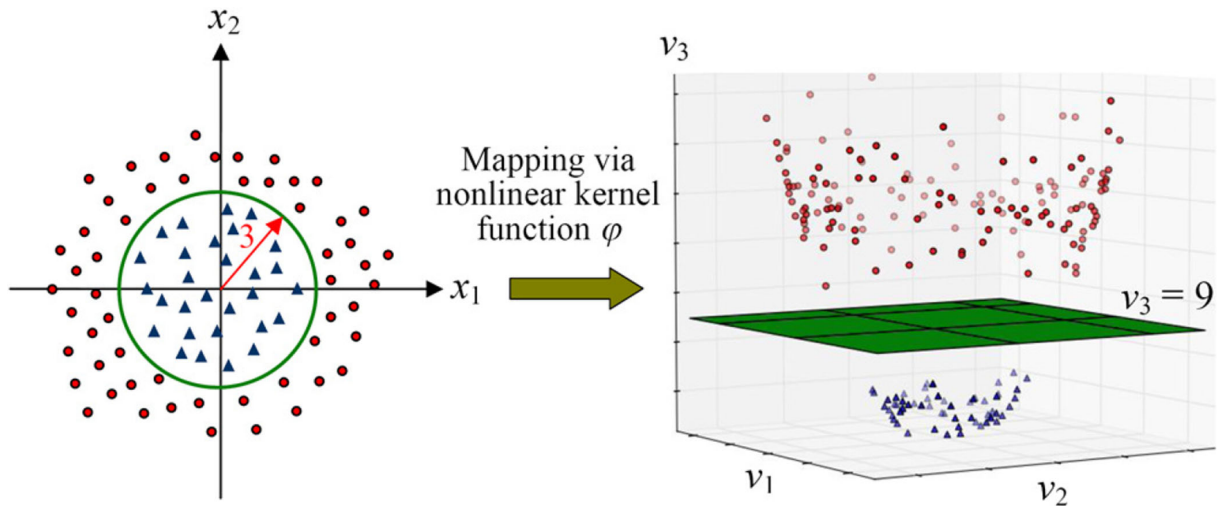 x₂
3
x₁
Mapping via
nonlinear kernel
function φ
v₃
v₃ = 9
v₁
v₂